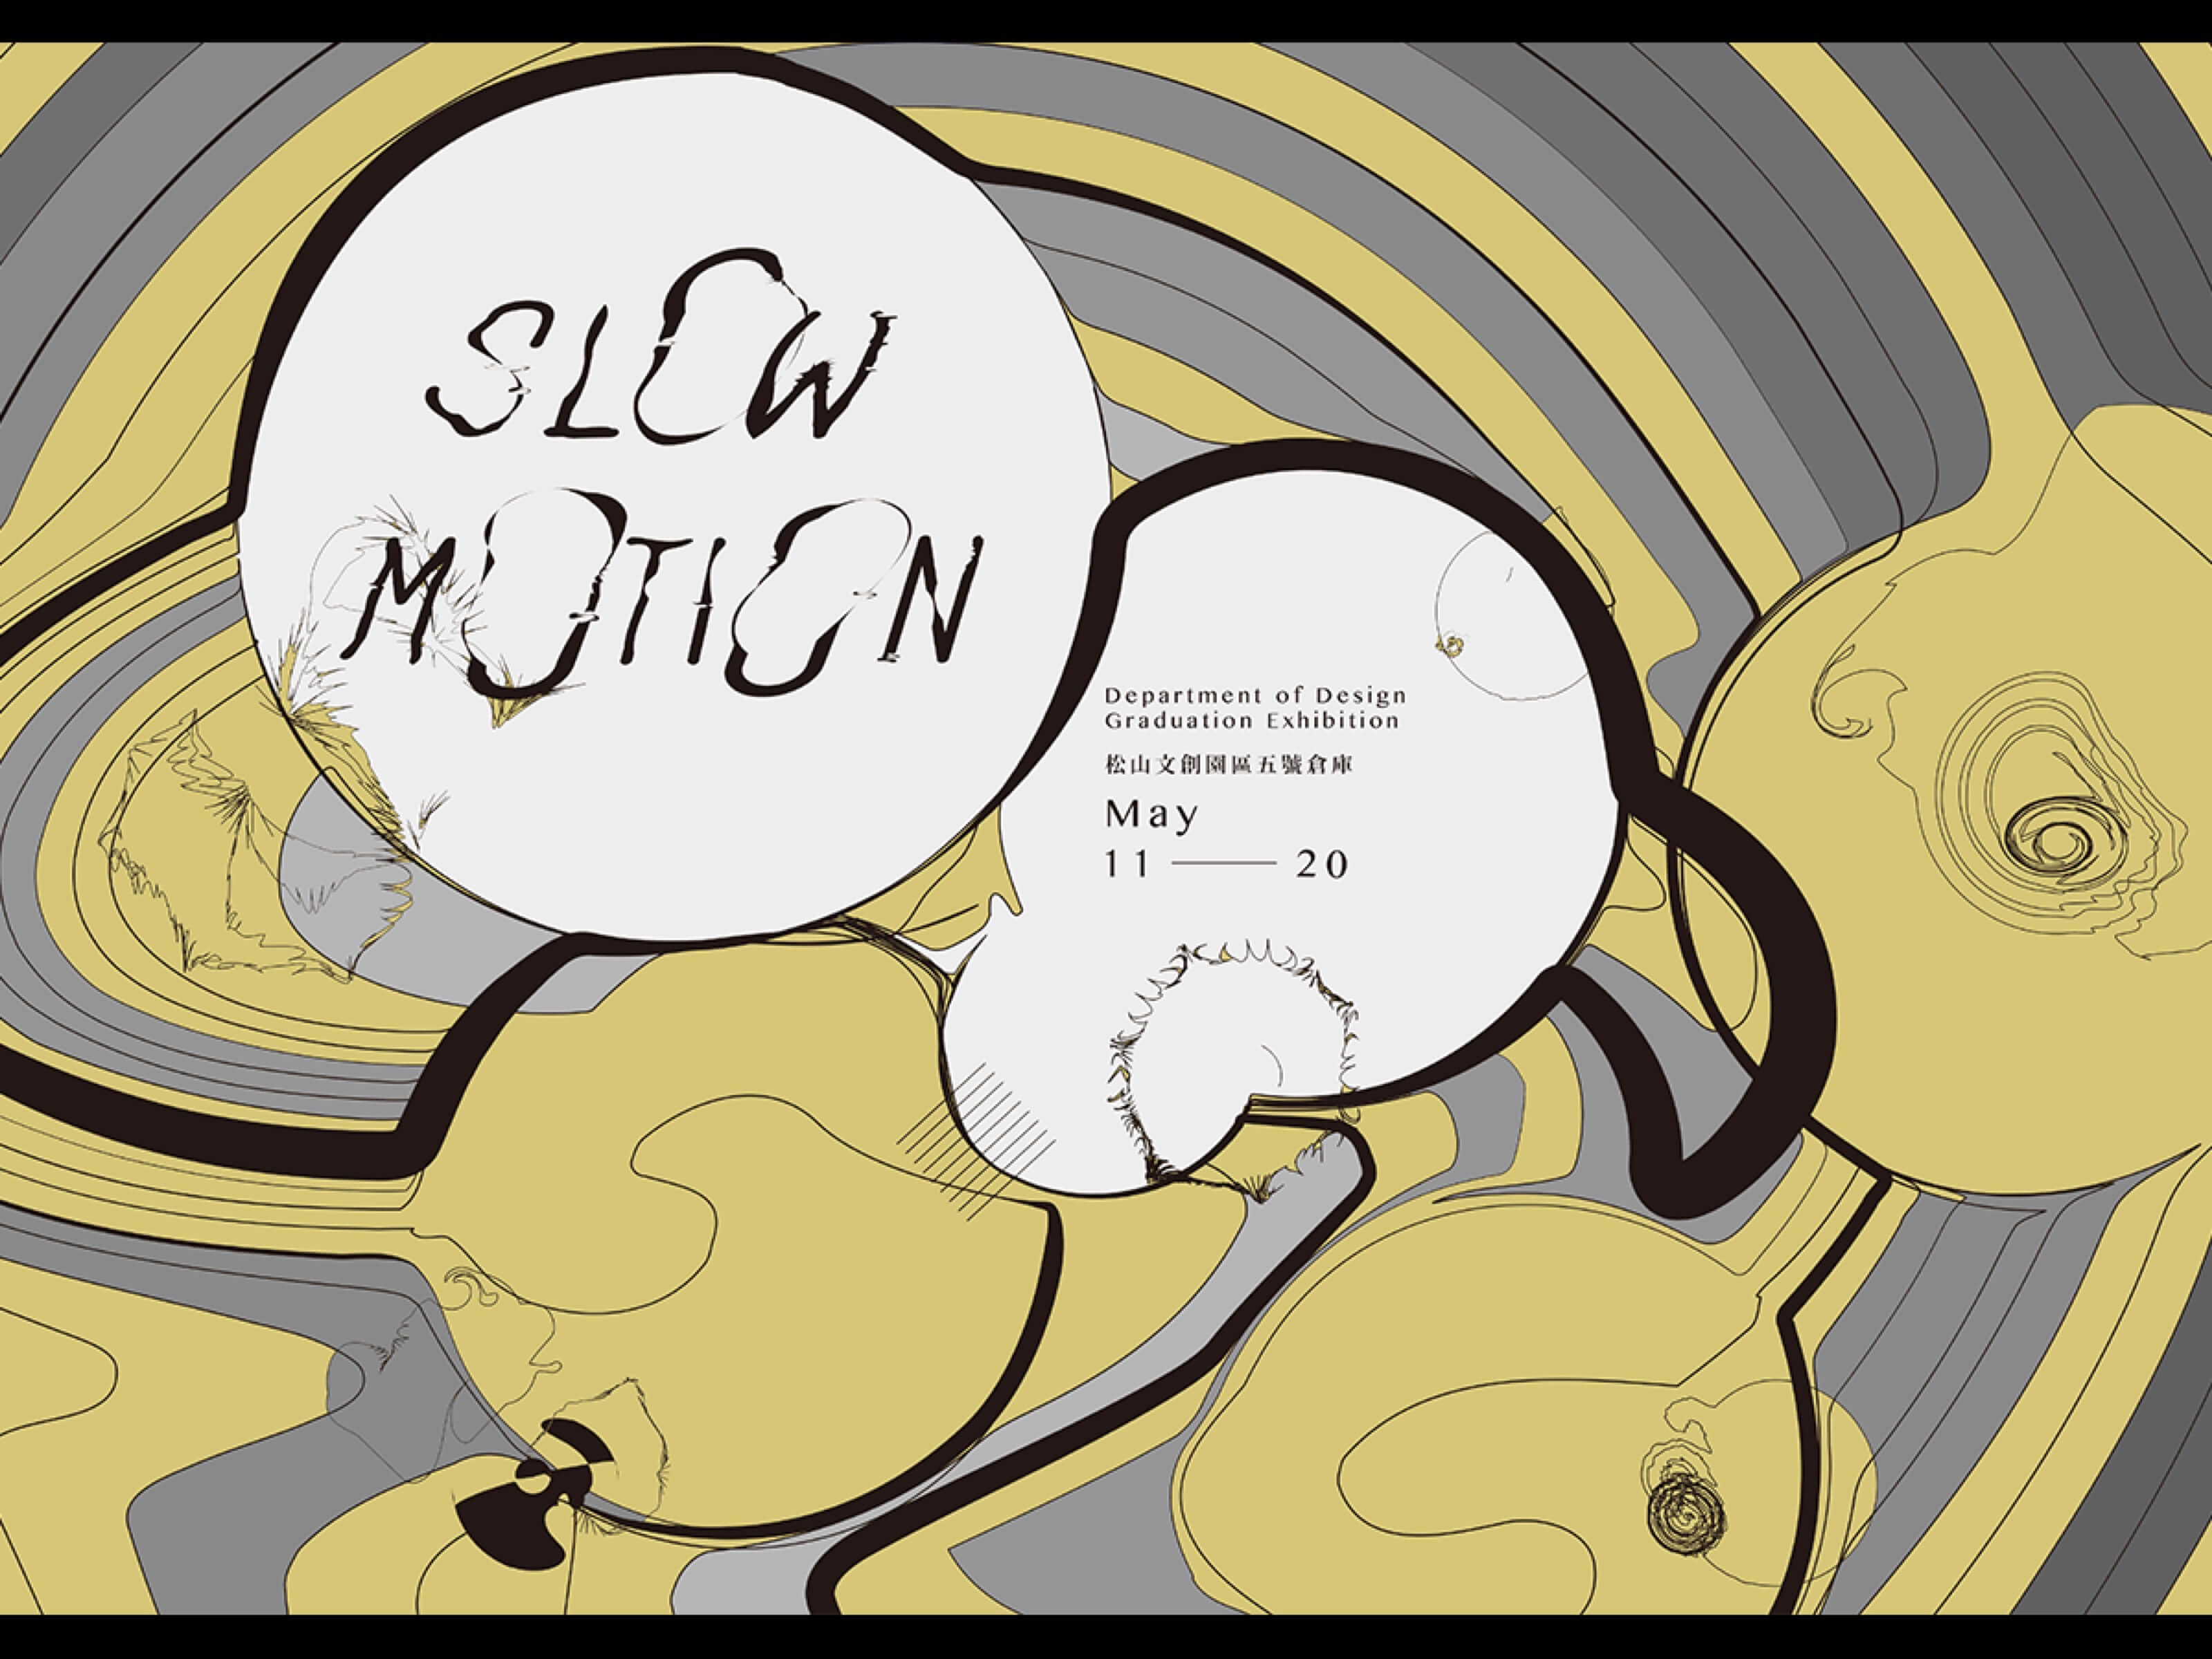 SLOW
MOTION
Department of Design
Graduation Exhibition
松山文創園區五號倉庫
May
11 — 20